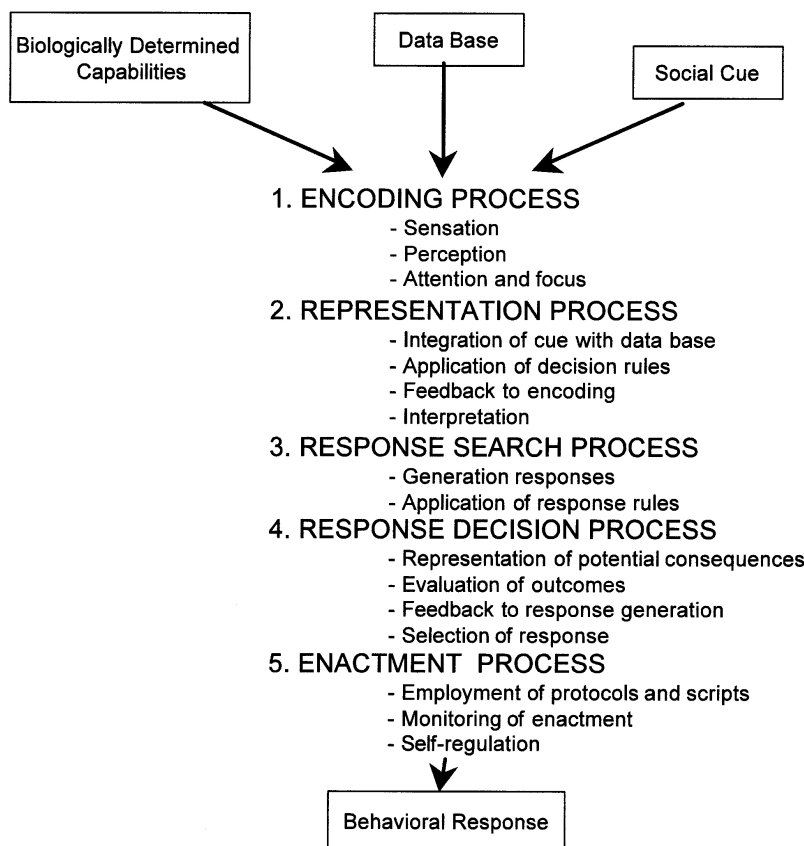 Biologically Determined
Capabilities
Data Base
Social Cue
1. ENCODING PROCESS
- Sensation
- Perception
- Attention and focus
2. REPRESENTATION PROCESS
- Integration of cue with data base
- Application of decision rules
- Feedback to encoding
- Interpretation
3. RESPONSE SEARCH PROCESS
- Generation responses
- Application of response rules
4. RESPONSE DECISION PROCESS
- Representation of potential consequences
- Evaluation of outcomes
- Feedback to response generation
- Selection of response
5. ENACTMENT PROCESS
- Employment of protocols and scripts
- Monitoring of enactment
- Self-regulation
Behavioral Response